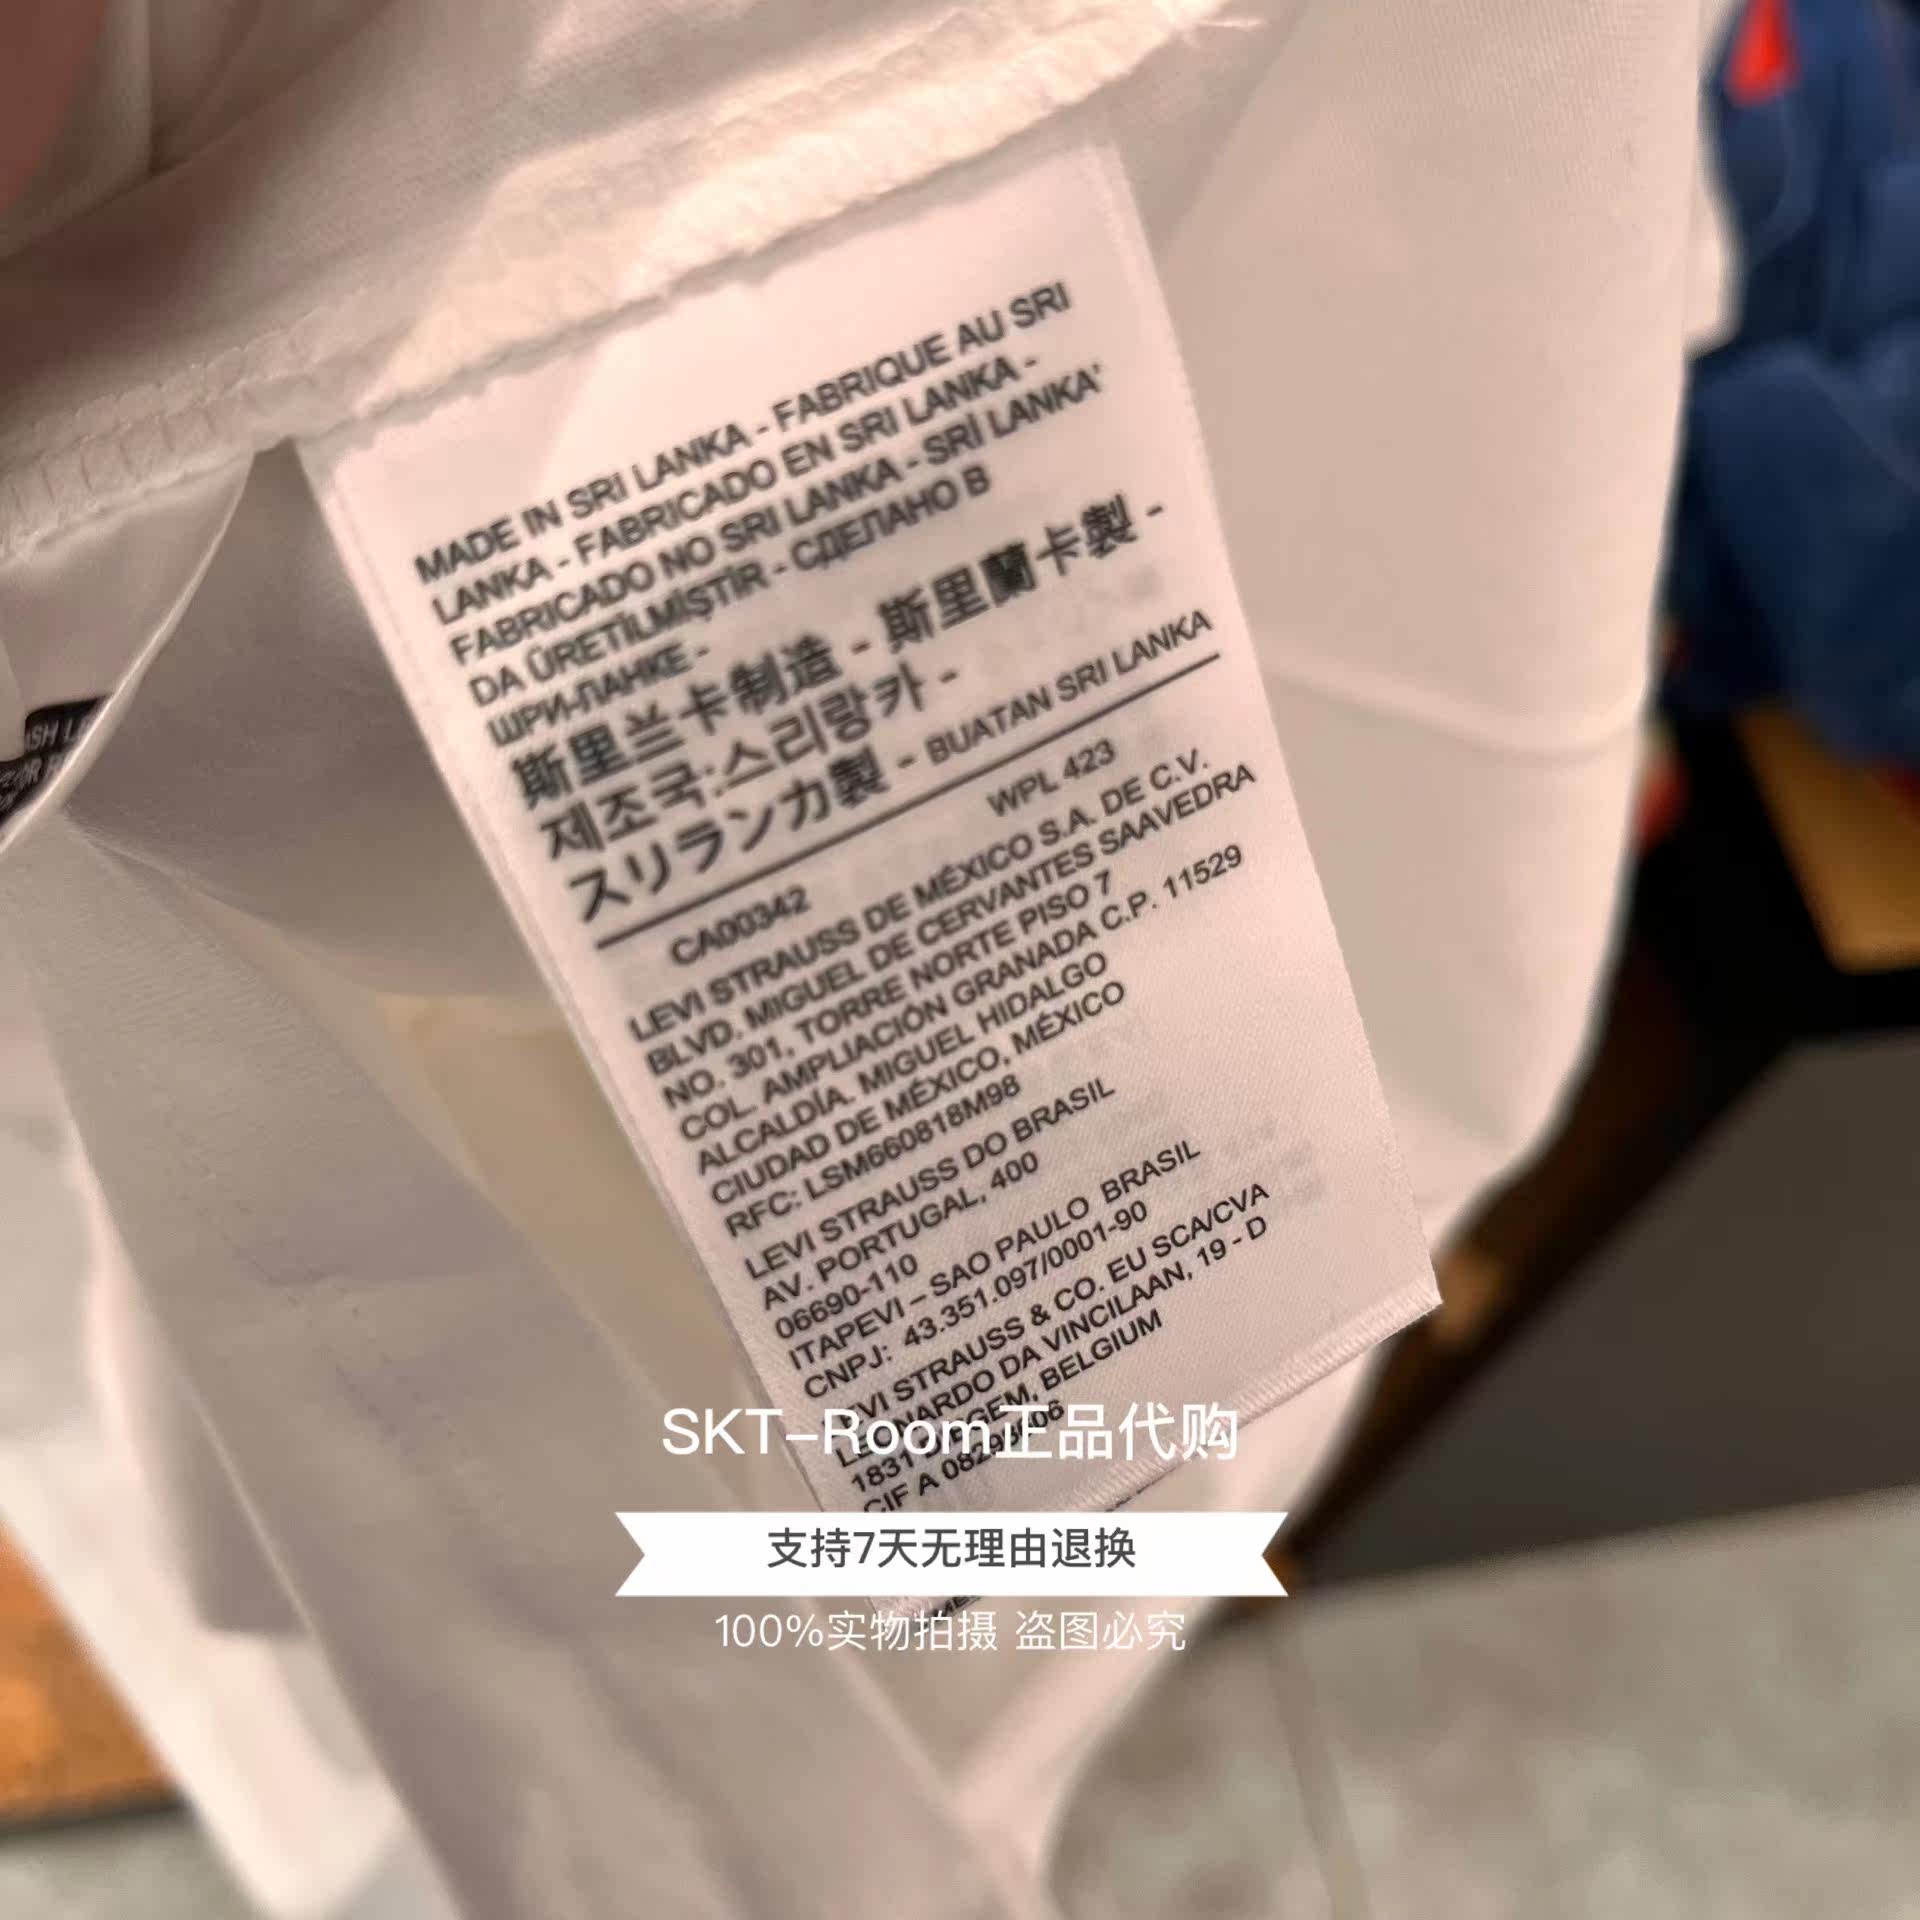 MADE IN SRI LANKA - FABRIQUE AU SRI
LANKA - FABRICADO EN SRI LANKA -
FABRICADO NO SRI LANKA - SRİ LANKA'
DA ÜRETİLMİŞTİR - СДЕЛАНО В
ШРИ-ЛАНКЕ -
斯里兰卡制造 - 斯里蘭卡製 -
제조국:스리랑카 -
スリランカ製 - BUATAN SRI LANKA
CA00342 WPL 423
LEVI STRAUSS DE MÉXICO S.A. DE C.V.
BLVD. MIGUEL DE CERVANTES SAAVEDRA
NO. 301, TORRE NORTE PISO 7
COL. AMPLIACIÓN GRANADA C.P. 11529
ALCALDÍA. MIGUEL HIDALGO
CIUDAD DE MÉXICO, MÉXICO
RFC: LSM660818M98
LEVI STRAUSS DO BRASIL
AV. PORTUGAL, 400
06690-110
ITAPEVI – SAO PAULO BRASIL
CNPJ: 43.351.097/0001-90
LEVI STRAUSS & CO. EU SCA/CVA
LEONARDO DA VINCILAAN, 19 - D
1831 BELGIUM
CIF A
SKT-Room正品代购
支持7天无理由退换
100%实物拍摄 盗图必究